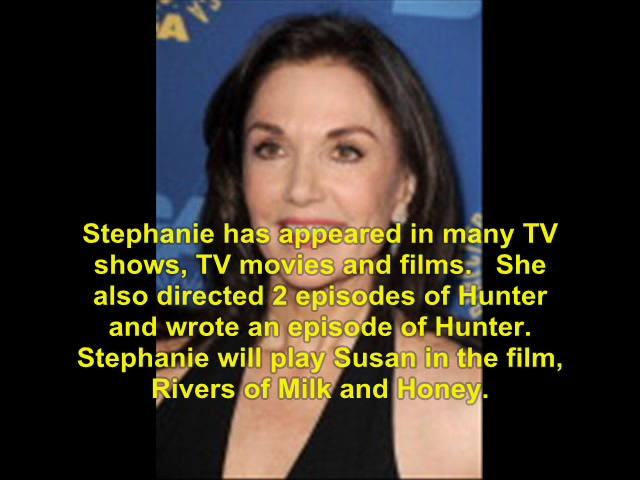 Stephanie has appeared in many TV
shows, TV movies and films. She
also directed 2 episodes of Hunter
and wrote an episode of Hunter.
Stephanie will play Susan in the film,
Rivers of Milk and Honey.